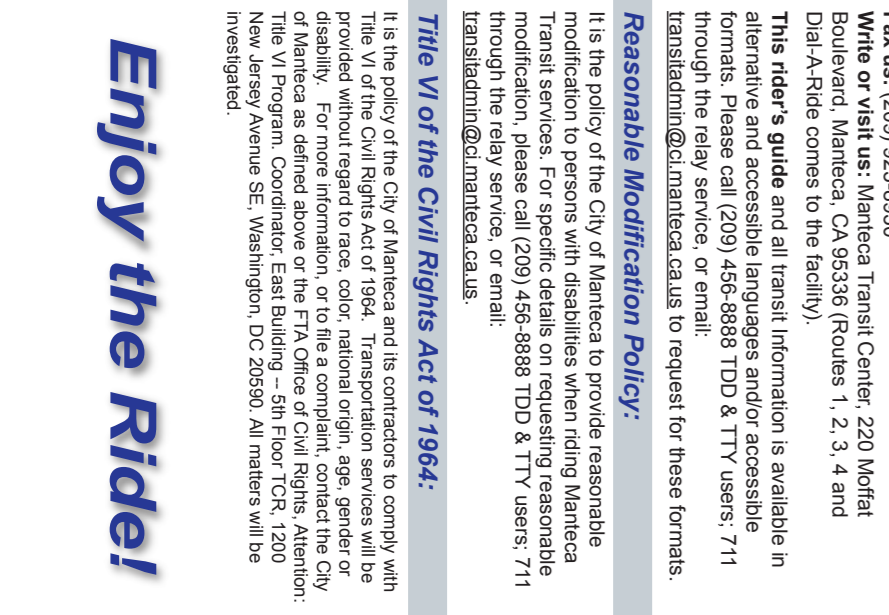 Write or visit us: Manteca Transit Center, 220 Moffat
Boulevard, Manteca, CA 95336 (Routes 1, 2, 3, 4 and
Dial-A-Ride comes to the facility).
This rider's guide and all transit Information is available in
alternative and accessible languages and/or accessible
formats. Please call (209) 456-8888 TDD & TTY users; 711
through the relay service, or email:
transitadmin@ci.manteca.ca.us to request for these formats.
Reasonable Modification Policy:
It is the policy of the City of Manteca to provide reasonable
modification to persons with disabilities when riding Manteca
Transit services. For specific details on requesting reasonable
modification, please call (209) 456-8888 TDD & TTY users; 711
through the relay service, or email:
transitadmin@ci.manteca.ca.us.
Title VI of the Civil Rights Act of 1964:
It is the policy of the City of Manteca and its contractors to comply with
Title VI of the Civil Rights Act of 1964. Transportation services will be
provided without regard to race, color, national origin, age, gender or
disability. For more information, or to file a complaint, contact the City
of Manteca as defined above or the FTA Office of Civil Rights, Attention:
Title VI Program. Coordinator, East Building -- 5th Floor TCR, 1200
New Jersey Avenue SE, Washington, DC 20590. All matters will be
investigated.
Enjoy the Ride!